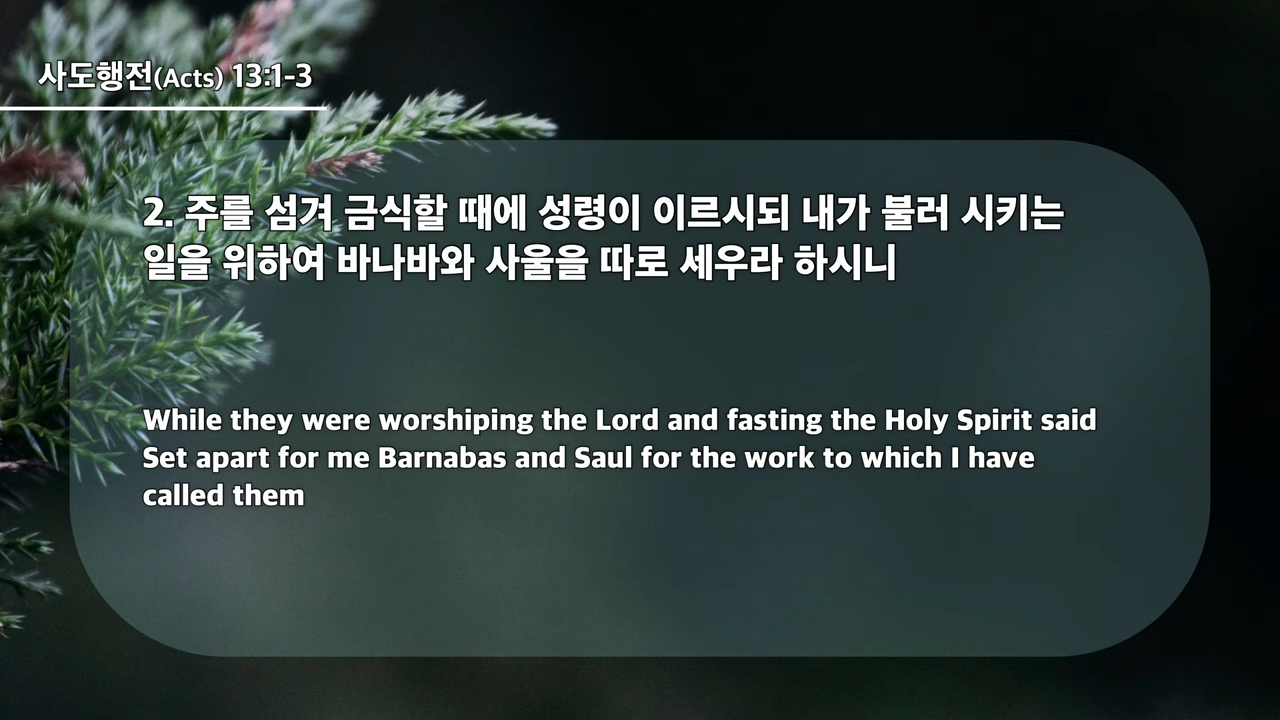 사도행전(Acts) 13:1-3
2. 주를 섬겨 금식할 때에 성령이 이르시되 내가 불러 시키는
일을 위하여 바나바와 사울을 따로 세우라 하시니
While they were worshiping the Lord and fasting the Holy Spirit said
Set apart for me Barnabas and Saul for the work to which I have
called them